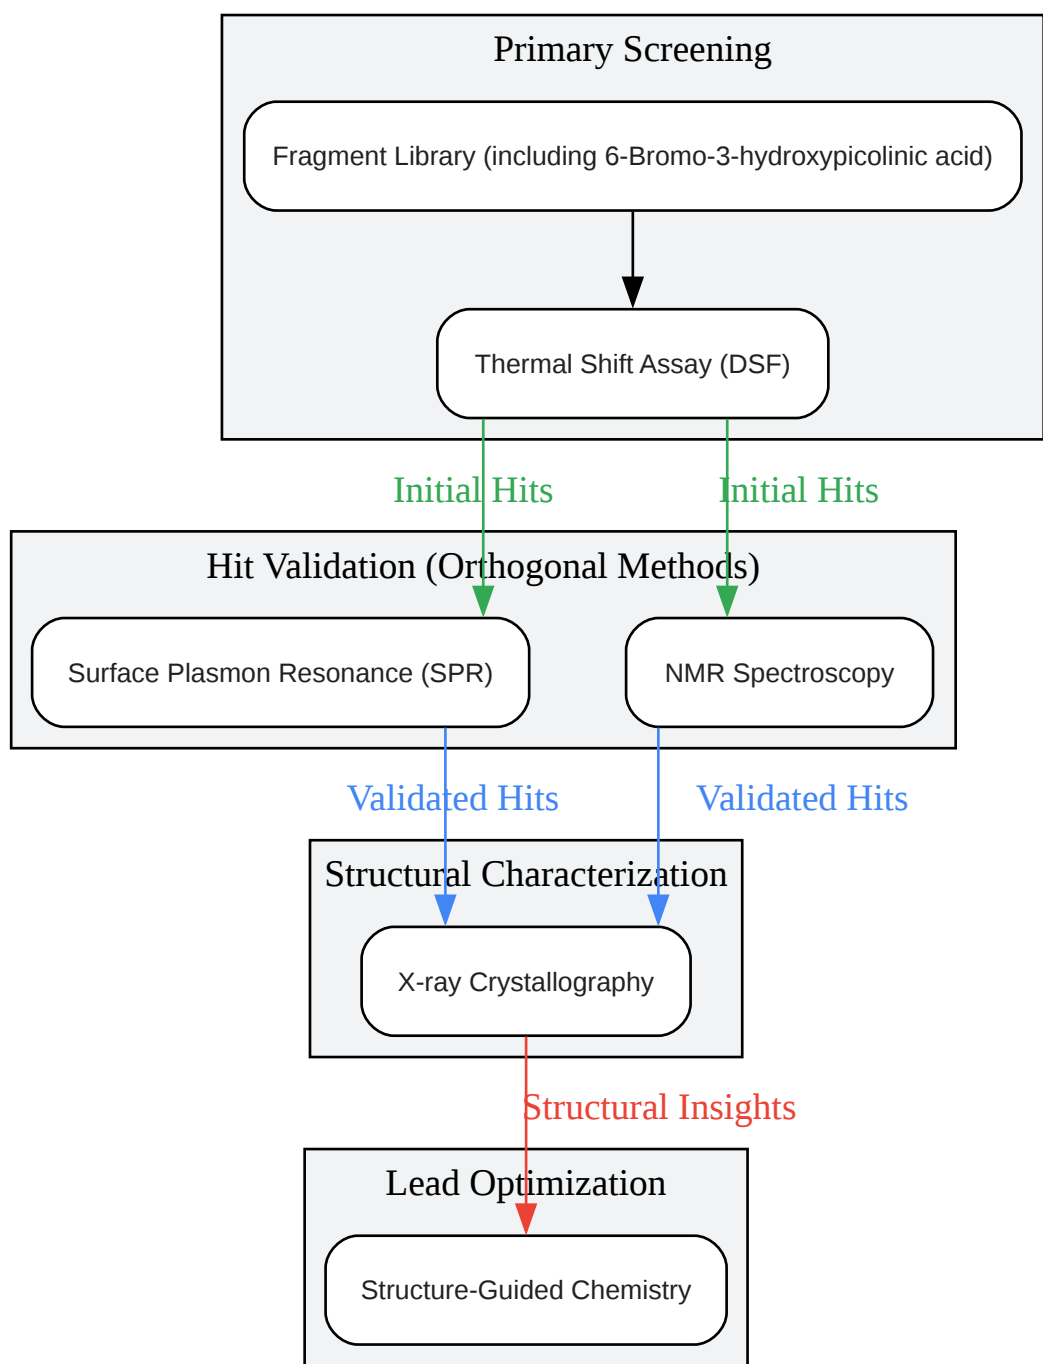 Primary Screening
Fragment Library (including 6-Bromo-3-hydroxypicolinic acid)
Thermal Shift Assay (DSF)
Initial Hits
Initial Hits
Hit Validation (Orthogonal Methods)
Surface Plasmon Resonance (SPR)
NMR Spectroscopy
Validated Hits
Validated Hits
Structural Characterization
X-ray Crystallography
Structural Insights
Lead Optimization
Structure-Guided Chemistry